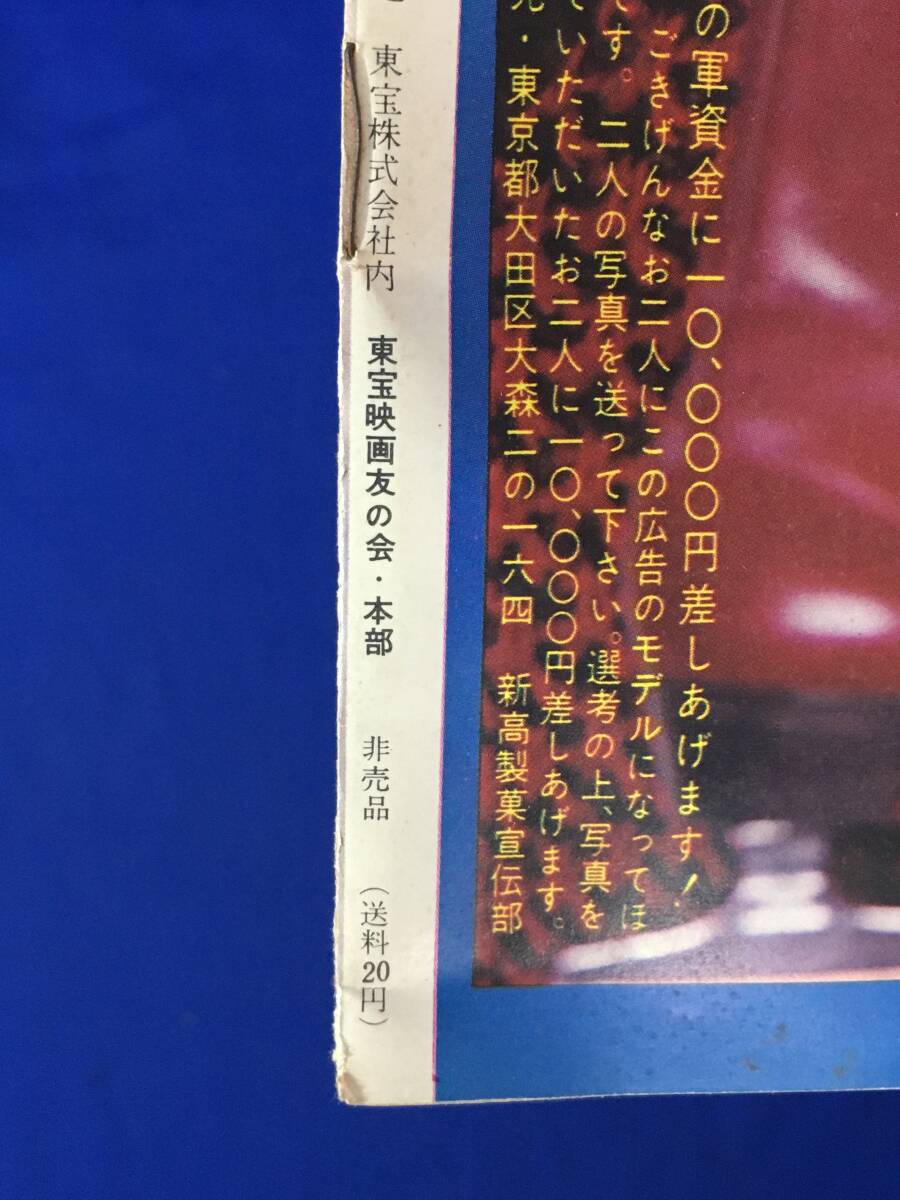 の軍資金に一〇、〇〇〇円差しあげます!
ごきげんなお二人にこの広告のモデルになってほ
です。二人の写真を送って下さい。選考の上、写真を
ていただいたお二人に一〇、〇〇〇円差しあげます。
・東京都大田区大森二の一六四 新高製菓宣伝部
東宝株式会社内 東宝映画友の会・本部 非売品 (送料20円)